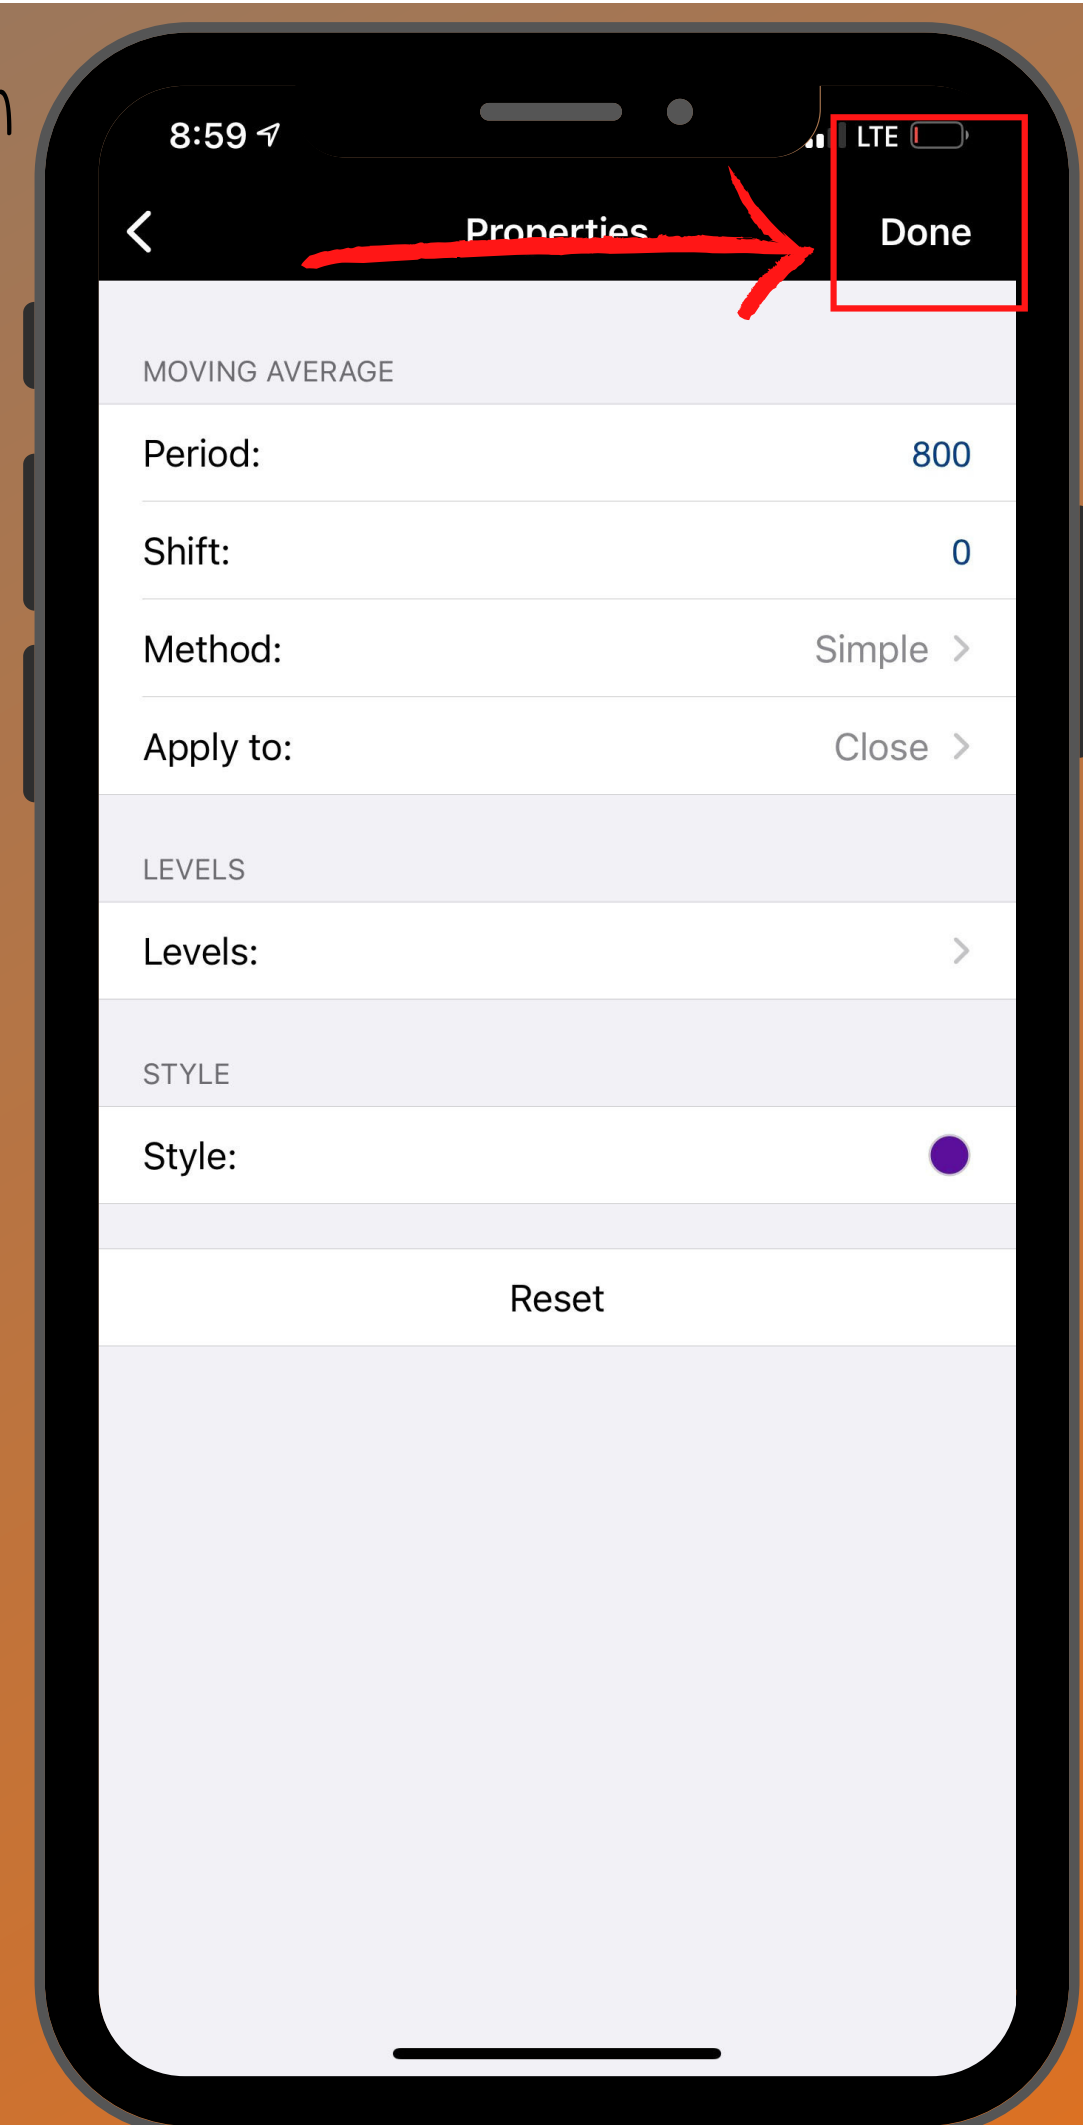 8:59 LTE
Properties Done
MOVING AVERAGE
Period: 800
Shift: 0
Method: Simple
Apply to: Close
LEVELS
Levels:
STYLE
Style:
Reset